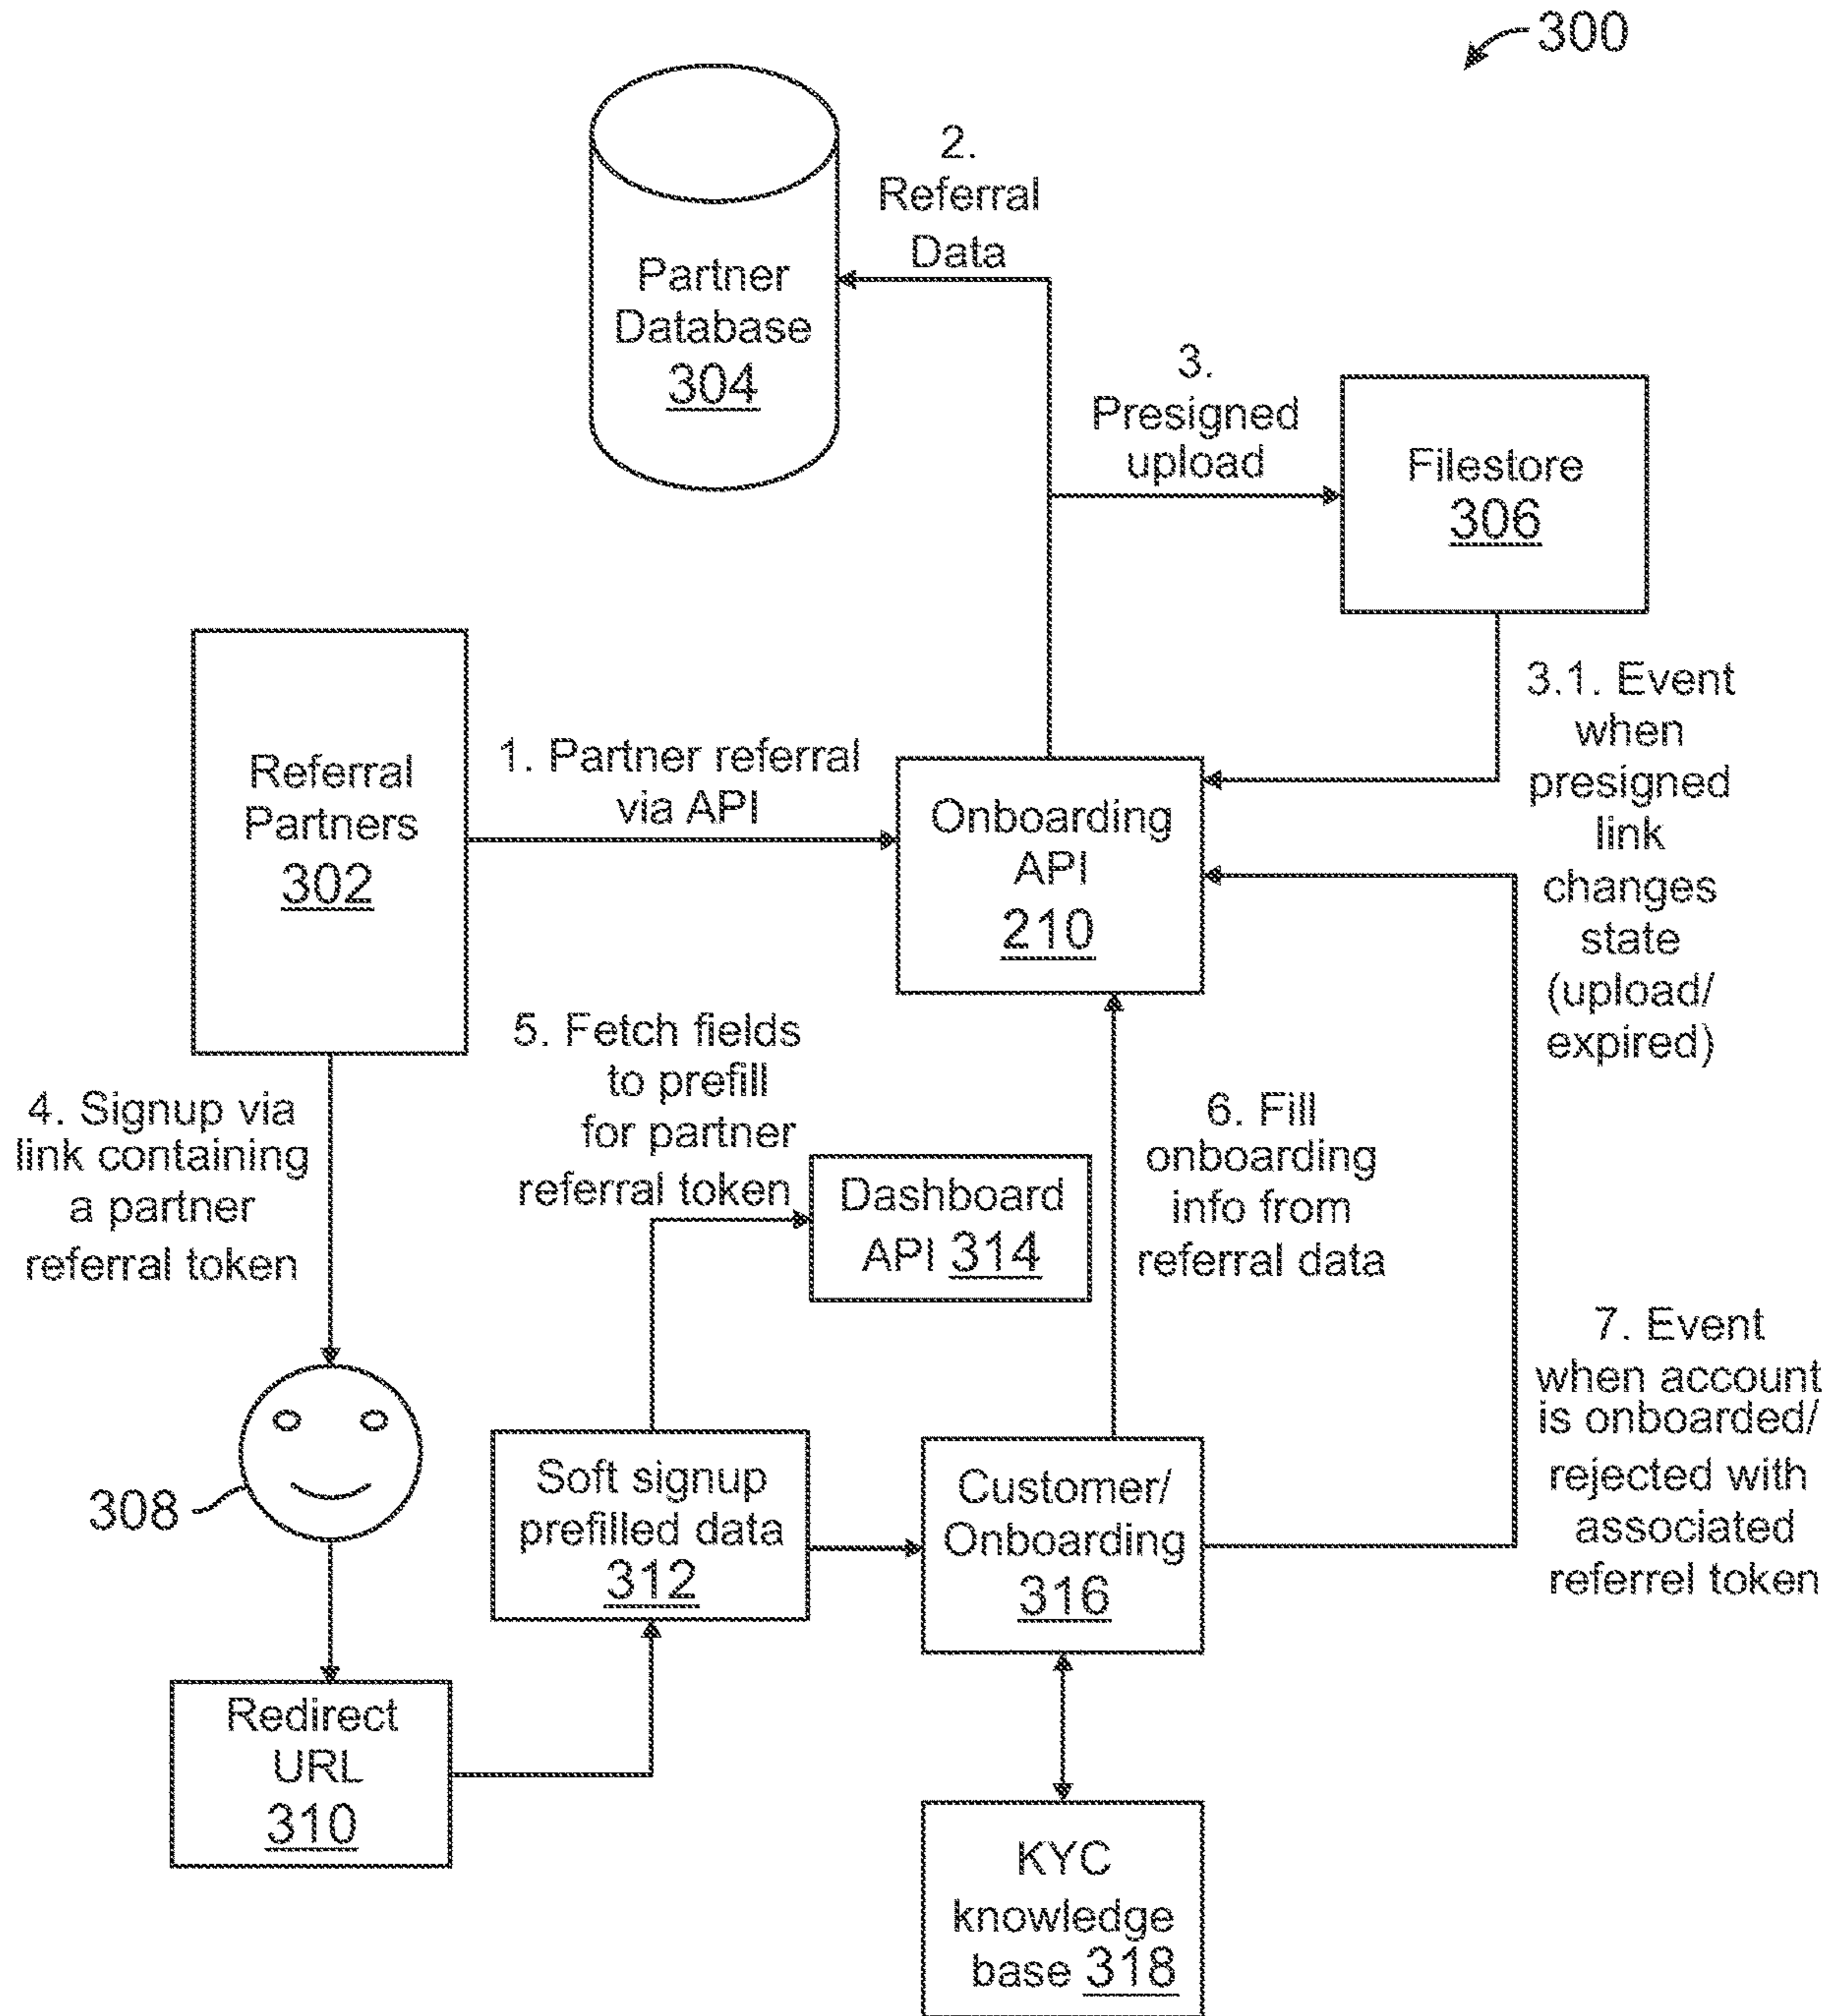 300
2.
Referral
Data
Partner
Database
304
3.
Presigned
upload
Filestore
306
3.1. Event
when
presigned
link
changes
state
(upload/
expired)
Referral
Partners
302
1. Partner referral
via API
Onboarding
API
210
5. Fetch fields
to prefill
for partner
referral token
4. Signup via
link containing
a partner
referral token
Dashboard
API 314
6. Fill
onboarding
info from
referral data
7. Event
when account
is onboarded/
rejected with
associated
referrel token
308
Soft signup
prefilled data
312
Customer/
Onboarding
316
Redirect
URL
310
KYC
knowledge
base 318